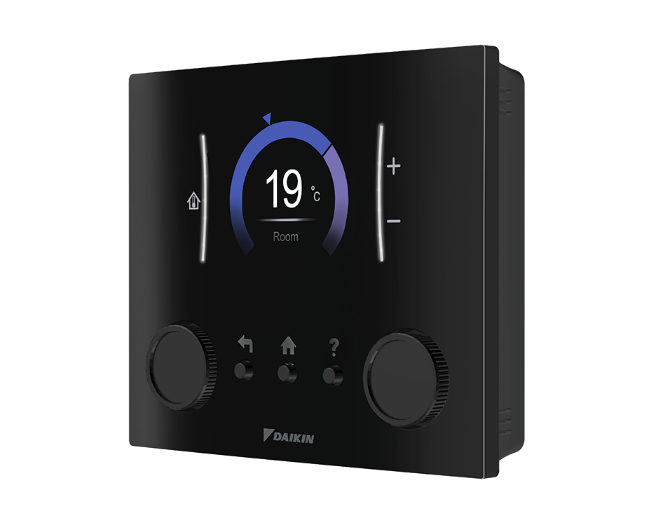 +
19 °C
−
Room
?
DAIKIN